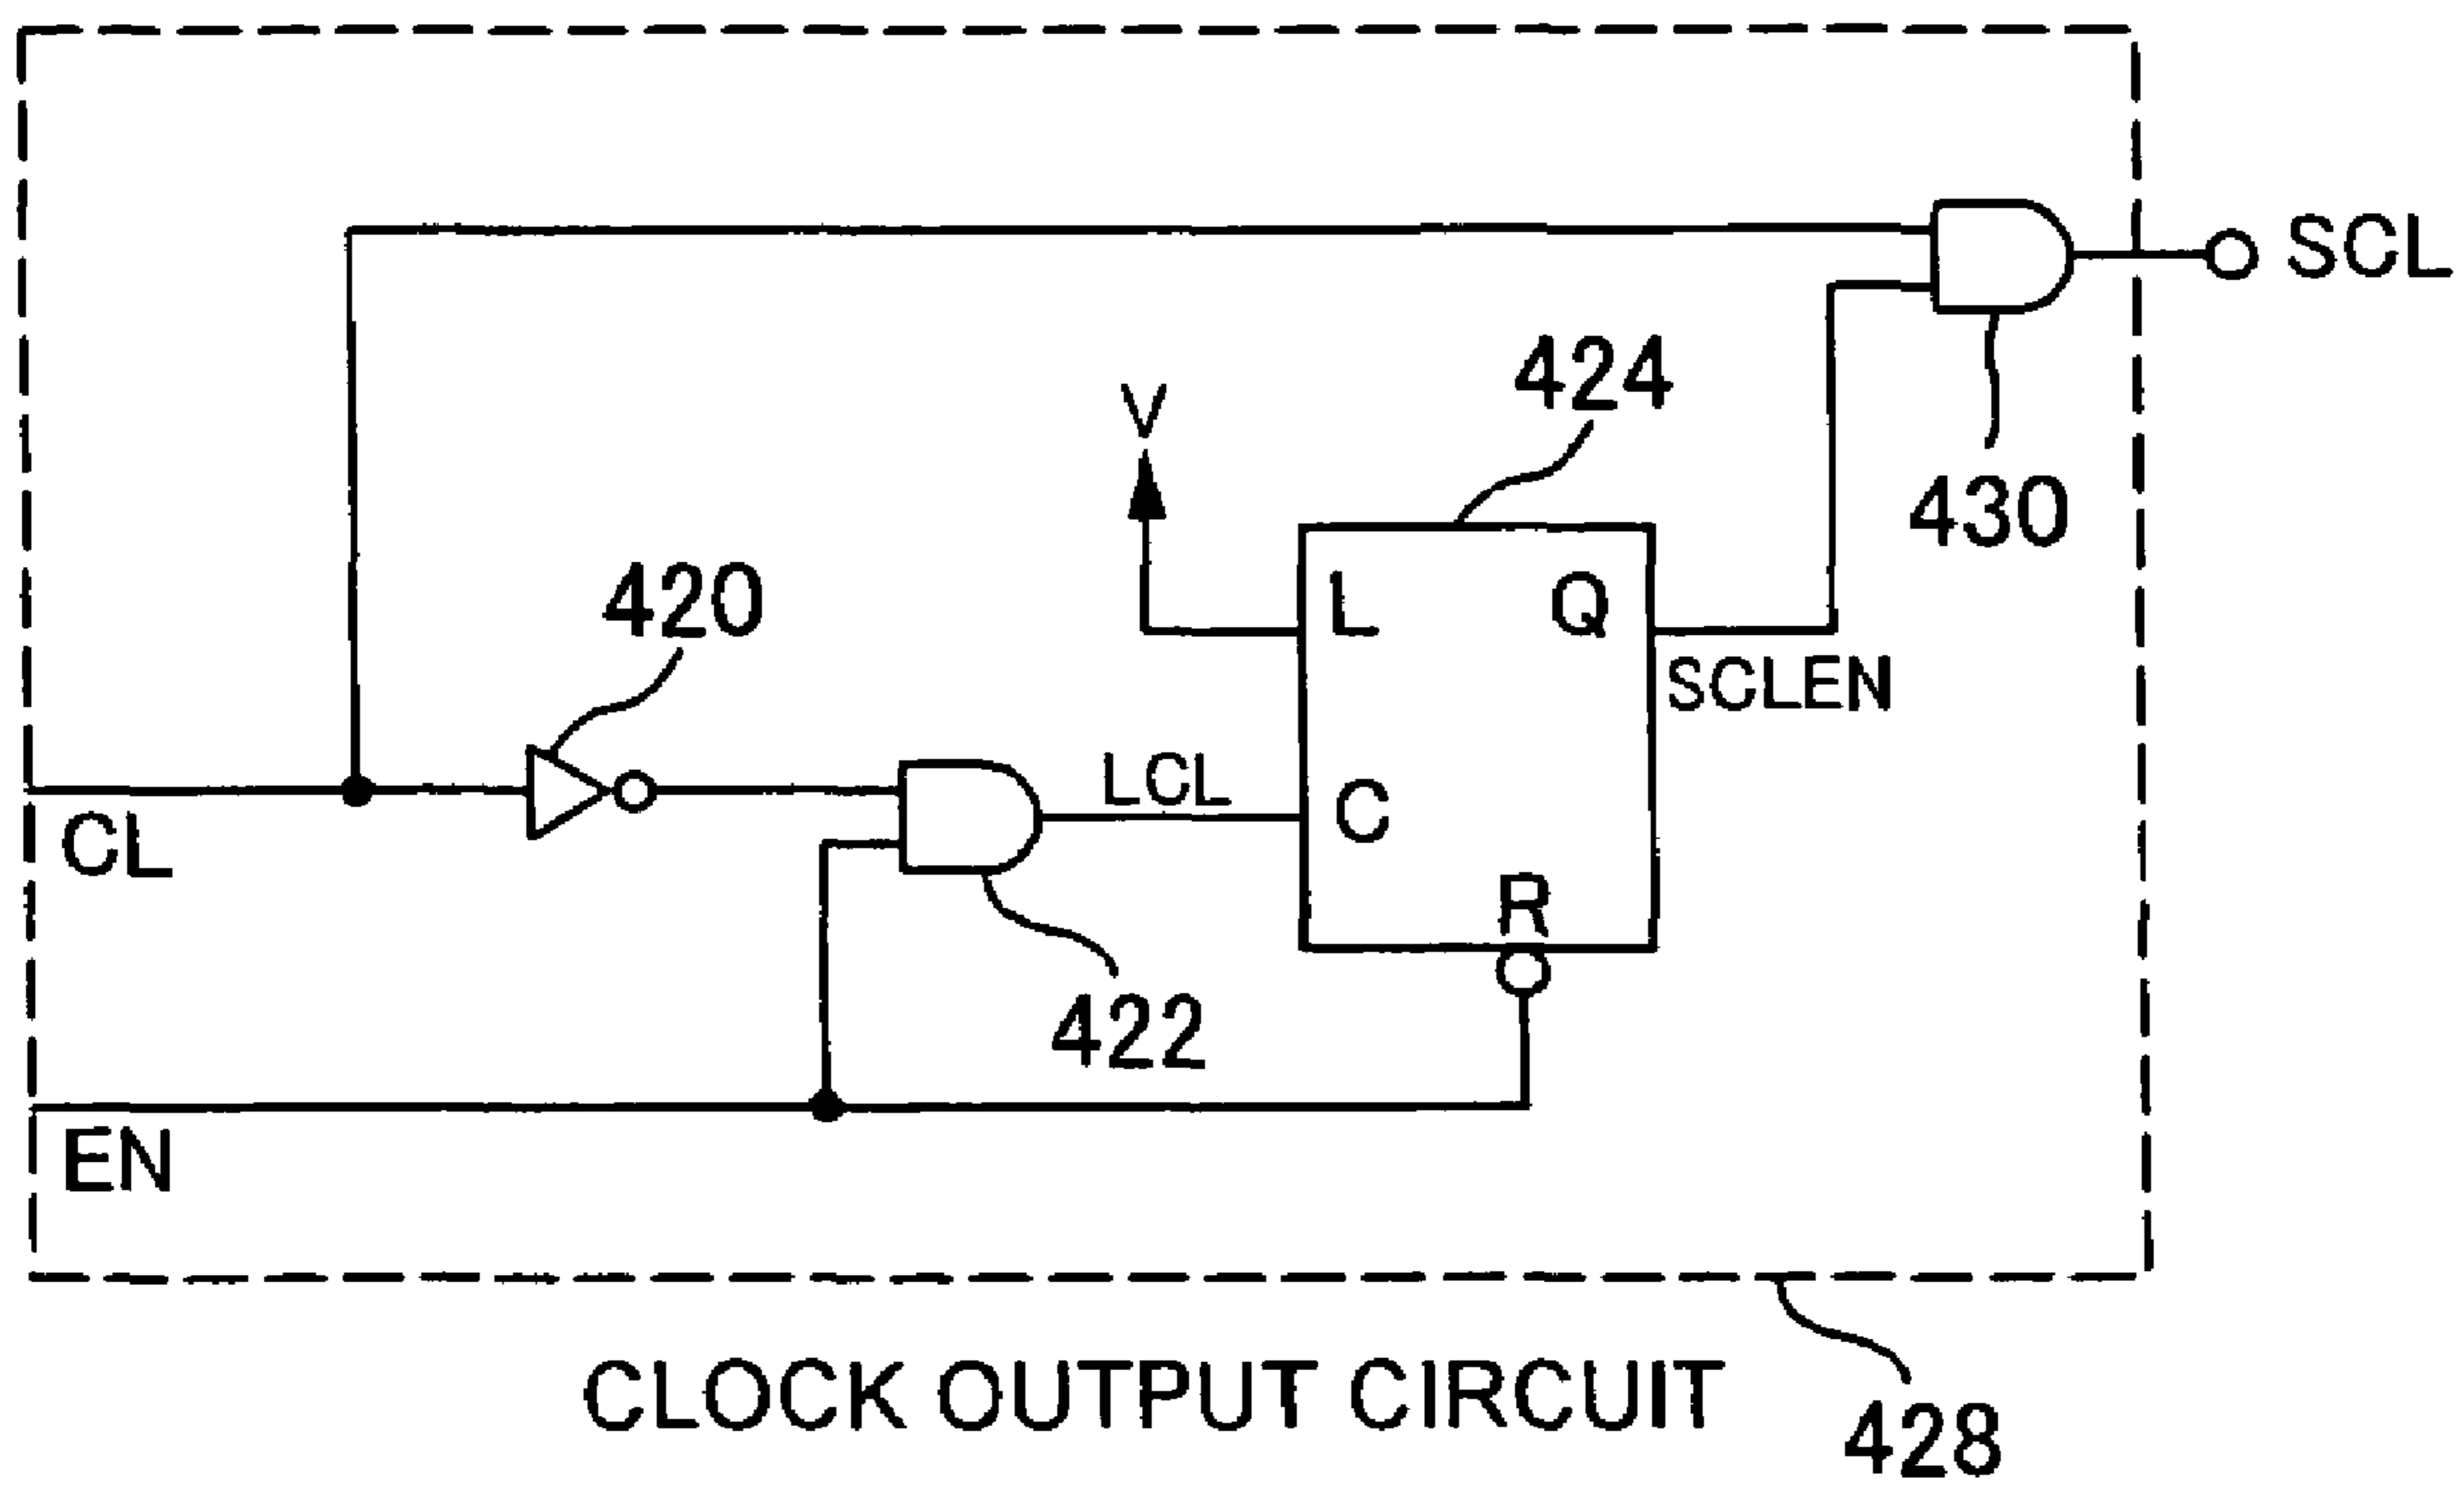 SCL
424
V
430
420
L
Q
SCLEN
LCL
C
CL
R
422
EN
CLOCK OUTPUT CIRCUIT
428